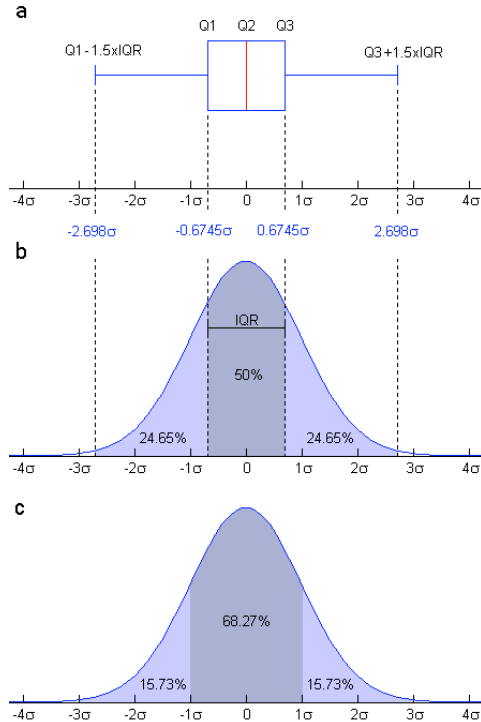 a
Q1 Q2 Q3
Q1 - 1.5xIQR Q3 + 1.5xIQR
-4σ -3σ -2σ -1σ 0 1σ 2σ 3σ 4σ
-2.698σ -0.6745σ 0.6745σ 2.698σ
b
IQR
50%
24.65% 24.65%
-4σ -3σ -2σ -1σ 0 1σ 2σ 3σ 4σ
c
68.27%
15.73% 15.73%
-4σ -3σ -2σ -1σ 0 1σ 2σ 3σ 4σ